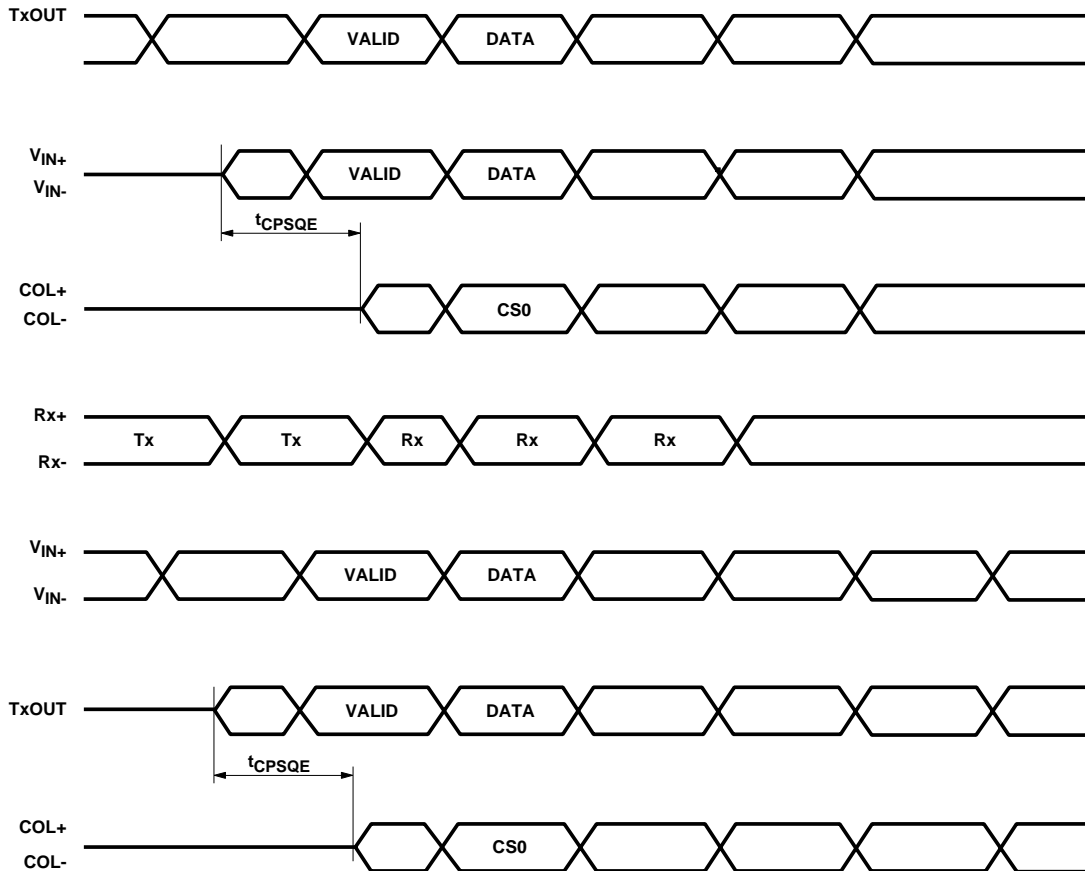 TxOUT VALID DATA
VIN+
VIN-
VALID DATA
tCPSQE
COL+
COL-
CS0
Rx+
Rx-
Tx Tx Rx Rx Rx
VIN+
VIN-
VALID DATA
TxOUT VALID DATA
tCPSQE
COL+
COL-
CS0